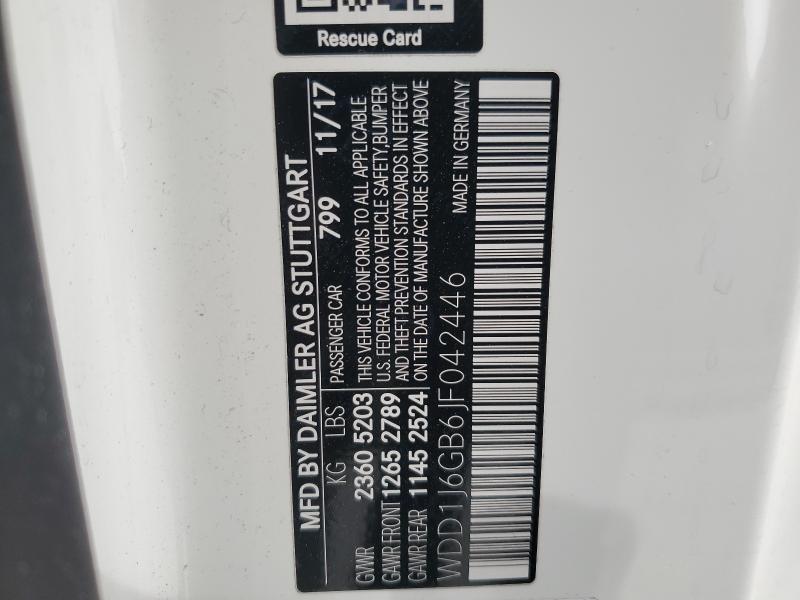 Rescue Card
MFD BY DAIMLER AG STUTTGART
KG LBS PASSENGER CAR 799 11/17
GVWR 2360 5203 THIS VEHICLE CONFORMS TO ALL APPLICABLE
GAWR FRONT 1265 2789 U.S. FEDERAL MOTOR VEHICLE SAFETY,BUMPER
AND THEFT PREVENTION STANDARDS IN EFFECT
GAWR REAR 1145 2524 ON THE DATE OF MANUFACTURE SHOWN ABOVE
WDD1J6GB6JF042446 MADE IN GERMANY